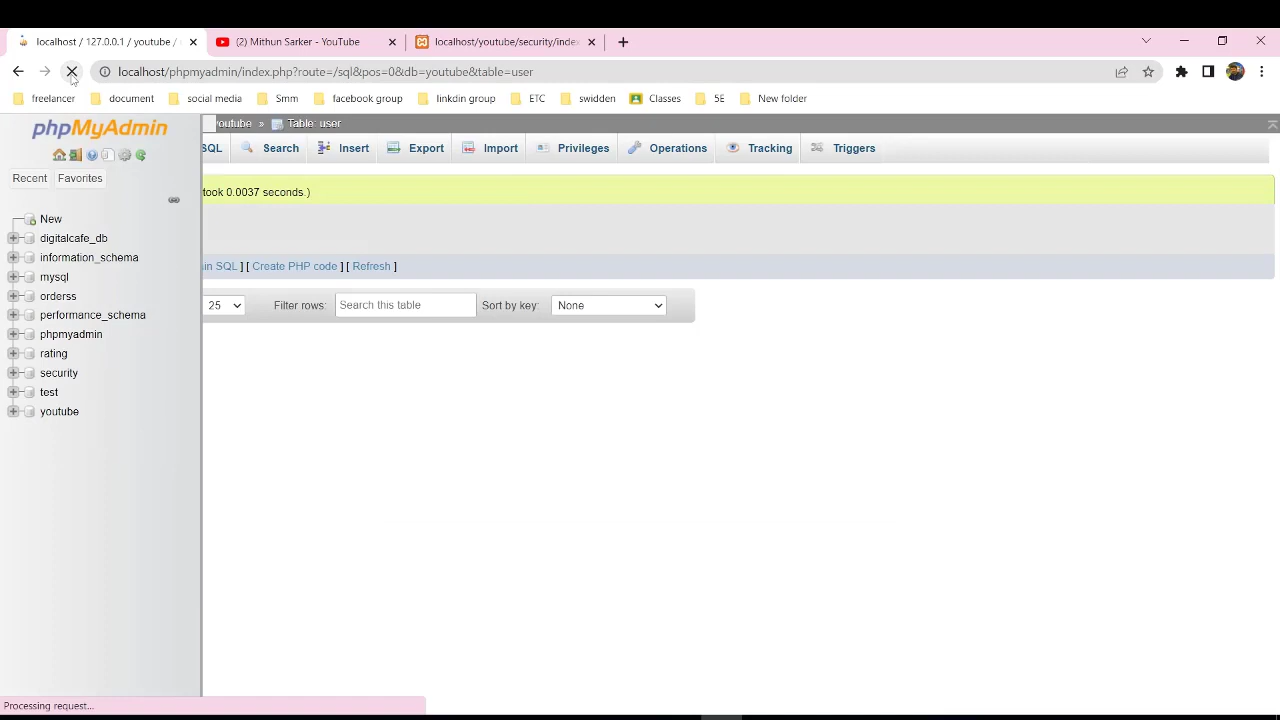 localhost / 127.0.0.1 / youtube /
(2) Mithun Sarker - YouTube
localhost/youtube/security/index
localhost/phpmyadmin/index.php?route=/sql&pos=0&db=youtube&table=user
freelancer
document
social media
Smm
facebook group
linkdin group
ETC
swidden
Classes
5E
New folder
phpMyAdmin
youtube » Table: user
SQL
Search
Insert
Export
Import
Privileges
Operations
Tracking
Triggers
Recent
Favorites
took 0.0037 seconds.)
New
digitalcafe_db
information_schema
mysql
orderss
performance_schema
phpmyadmin
rating
security
test
youtube
SQL ] [ Create PHP code ] [ Refresh ]
25
Filter rows:
Search this table
Sort by key:
None
Processing request...